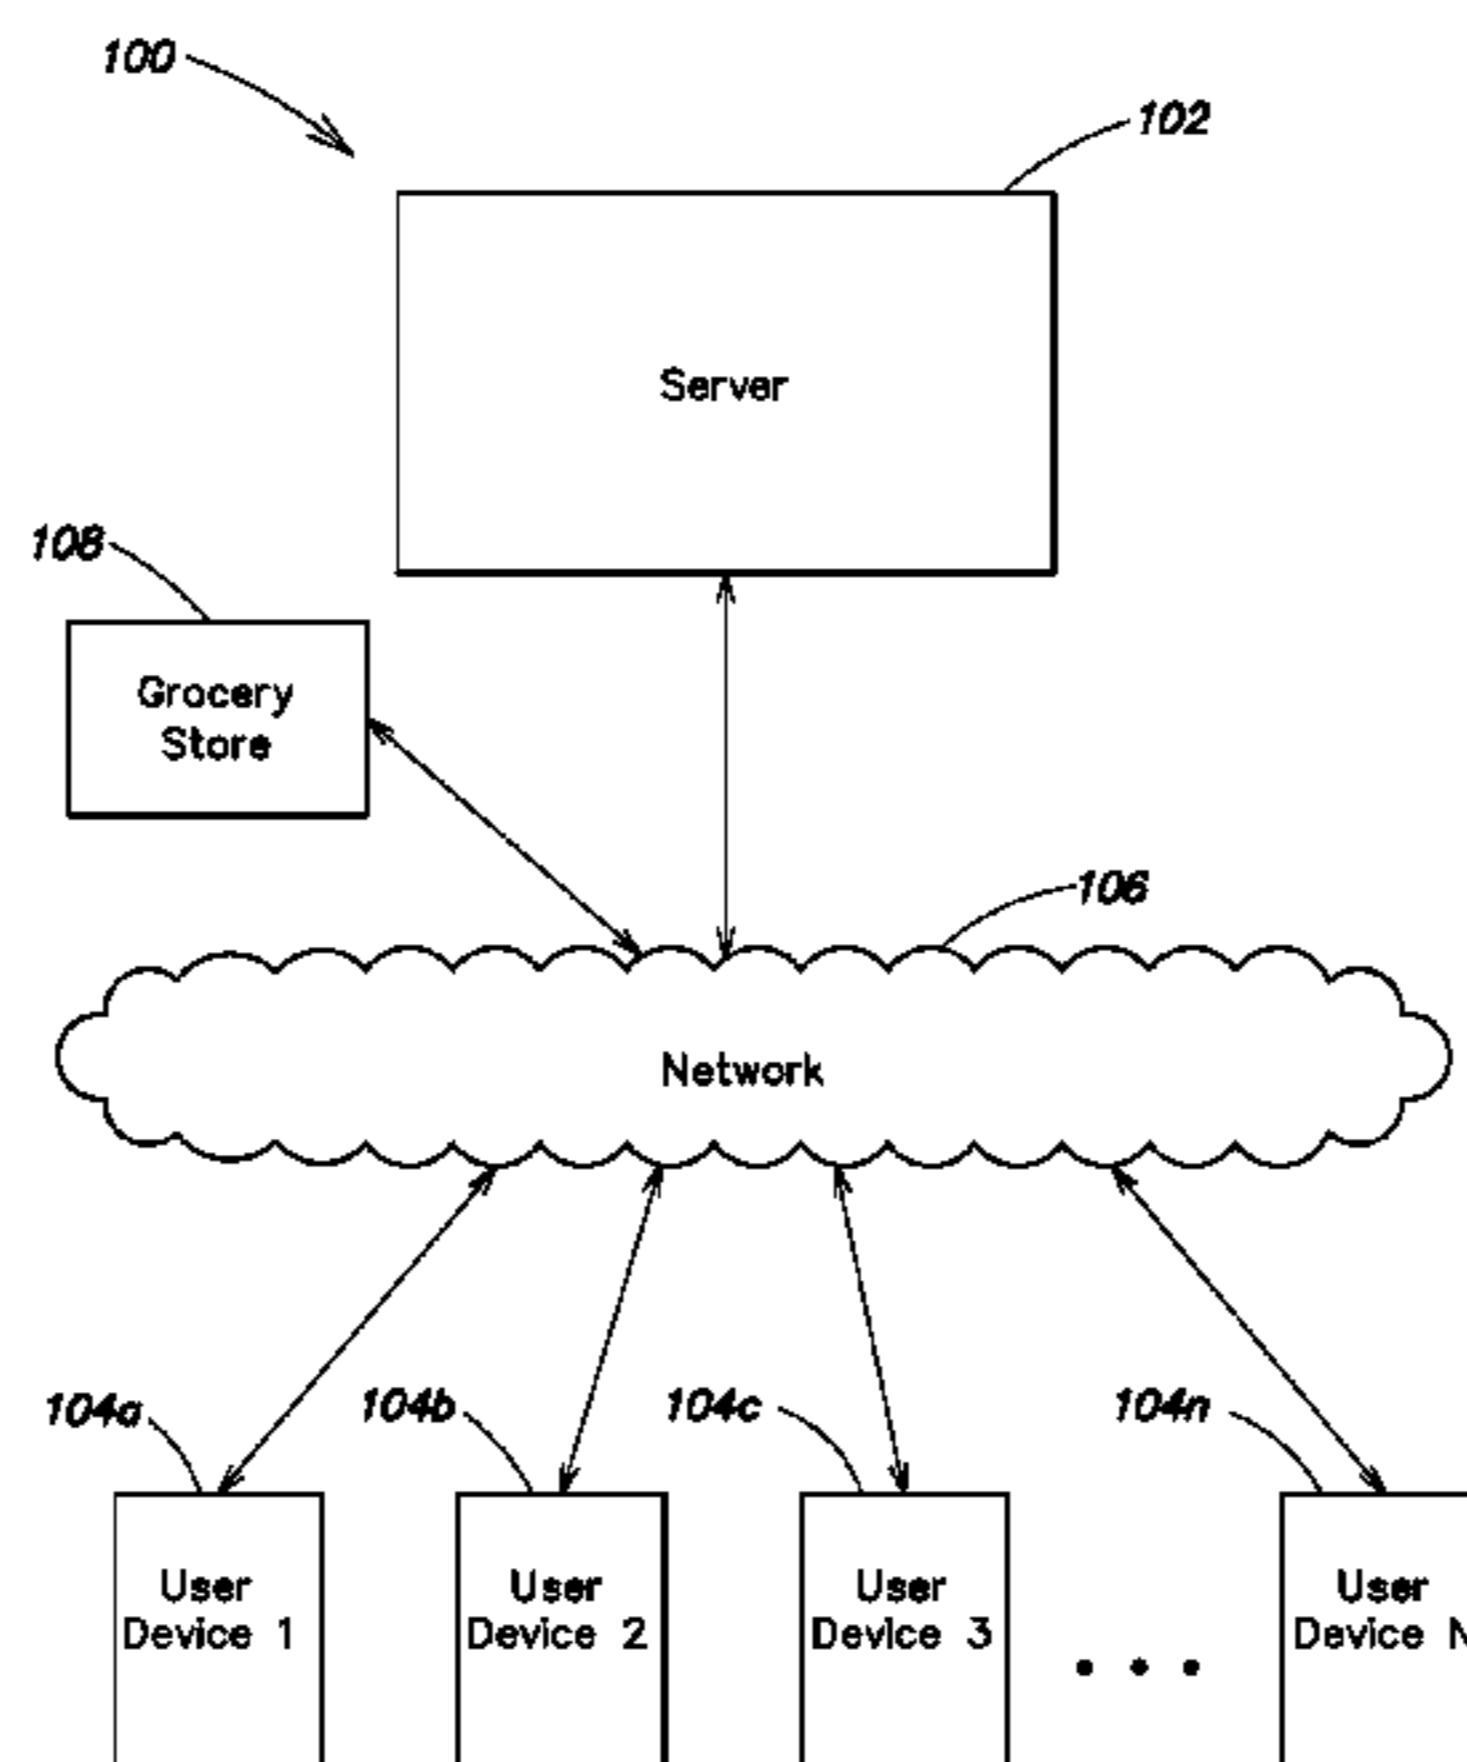 100
102
Server
108
Grocery
Store
106
Network
104a
104b
104c
104n
User
Device 1
User
Device 2
User
Device 3
• • •
User
Device N